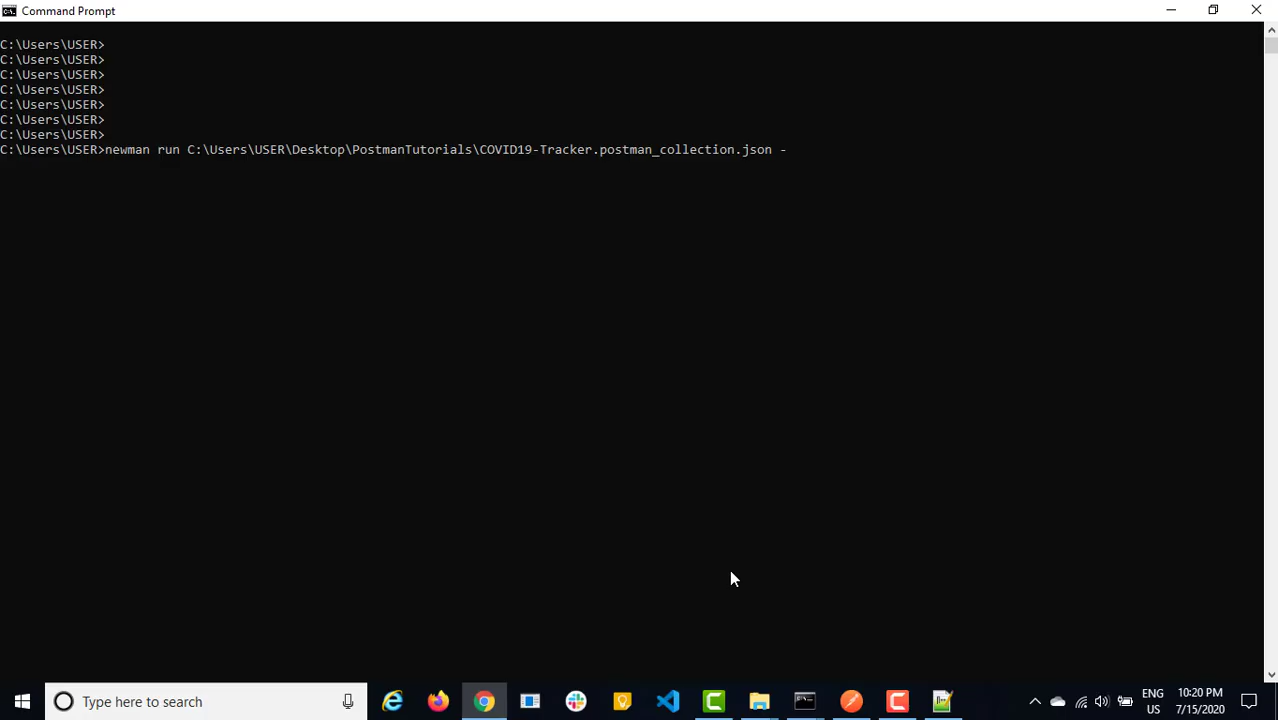 Command Prompt
C:\Users\USER>
C:\Users\USER>
C:\Users\USER>
C:\Users\USER>
C:\Users\USER>
C:\Users\USER>
C:\Users\USER>
C:\Users\USER>newman run C:\Users\USER\Desktop\PostmanTutorials\COVID19-Tracker.postman_collection.json -
Type here to search
ENG
US
10:20 PM
7/15/2020